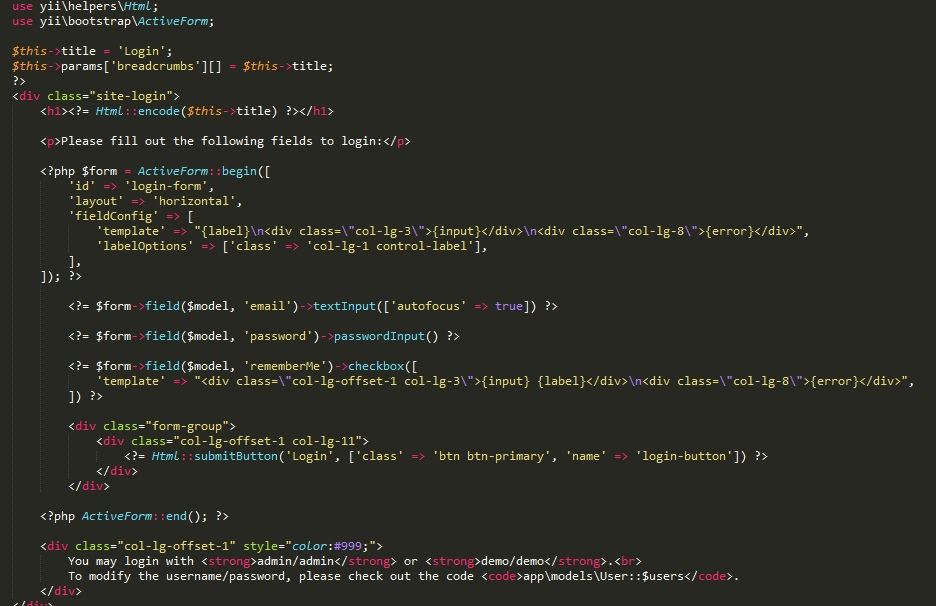 use yii\helpers\Html;
use yii\bootstrap\ActiveForm;
$this->title = 'Login';
$this->params['breadcrumbs'][] = $this->title;
?>
<div class="site-login">
<h1><?= Html::encode($this->title) ?></h1>
<p>Please fill out the following fields to login:</p>
<?php $form = ActiveForm::begin([
'id' => 'login-form',
'layout' => 'horizontal',
'fieldConfig' => [
'template' => "{label}\n<div class=\"col-lg-3\">{input}</div>\n<div class=\"col-lg-8\">{error}</div>",
'labelOptions' => ['class' => 'col-lg-1 control-label'],
],
]); ?>
<?= $form->field($model, 'email')->textInput(['autofocus' => true]) ?>
<?= $form->field($model, 'password')->passwordInput() ?>
<?= $form->field($model, 'rememberMe')->checkbox([
'template' => "<div class=\"col-lg-offset-1 col-lg-3\">{input} {label}</div>\n<div class=\"col-lg-8\">{error}</div>",
]) ?>
<div class="form-group">
<div class="col-lg-offset-1 col-lg-11">
<?= Html::submitButton('Login', ['class' => 'btn btn-primary', 'name' => 'login-button']) ?>
</div>
</div>
<?php ActiveForm::end(); ?>
<div class="col-lg-offset-1" style="color:#999;">
You may login with <strong>admin/admin</strong> or <strong>demo/demo</strong>.<br>
To modify the username/password, please check out the code <code>app\models\User::$users</code>.
</div>
</div>